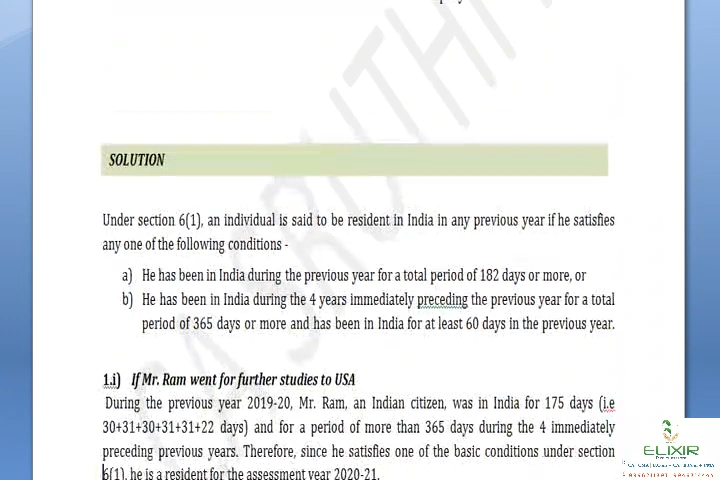 SOLUTION
Under section 6(1), an individual is said to be resident in India in any previous year if he satisfies
any one of the following conditions -
a) He has been in India during the previous year for a total period of 182 days or more, or
b) He has been in India during the 4 years immediately preceding the previous year for a total
period of 365 days or more and has been in India for at least 60 days in the previous year.
1.i) If Mr. Ram went for further studies to USA
During the previous year 2019-20, Mr. Ram, an Indian citizen, was in India for 175 days (i.e
30+31+30+31+31+22 days) and for a period of more than 365 days during the 4 immediately
preceding previous years. Therefore, since he satisfies one of the basic conditions under section
6(1), he is a resident for the assessment year 2020-21.
ELIXIR